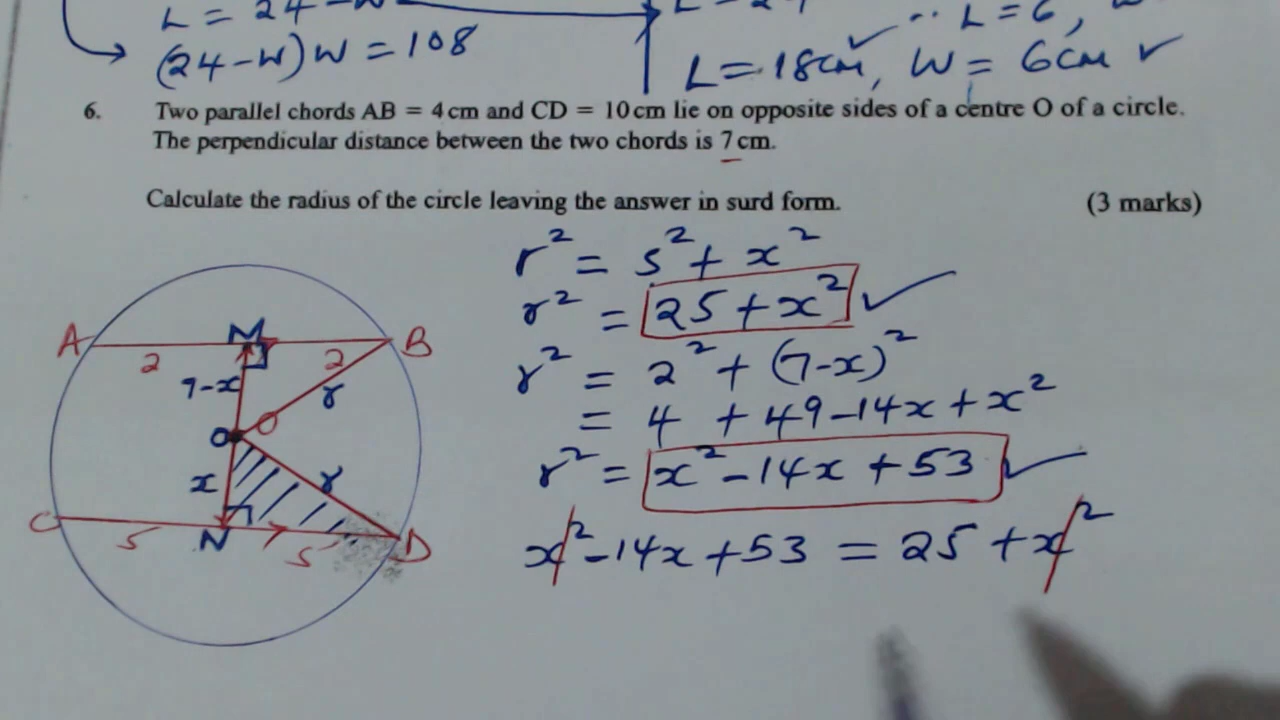 L = 24 - W
(24-W)W = 108
∴ L = 6,
L = 18cm, W = 6cm ✓
6. Two parallel chords AB = 4 cm and CD = 10 cm lie on opposite sides of a centre O of a circle.
The perpendicular distance between the two chords is 7 cm.
Calculate the radius of the circle leaving the answer in surd form. (3 marks)
r² = 5² + x²
r² = 25 + x² ✓
r² = 2² + (7-x)²
= 4 + 49 - 14x + x²
r² = x² - 14x + 53 ✓
x² - 14x + 53 = 25 + x²
A M B
2 2
7-x r
O
x r
C N D
5 5